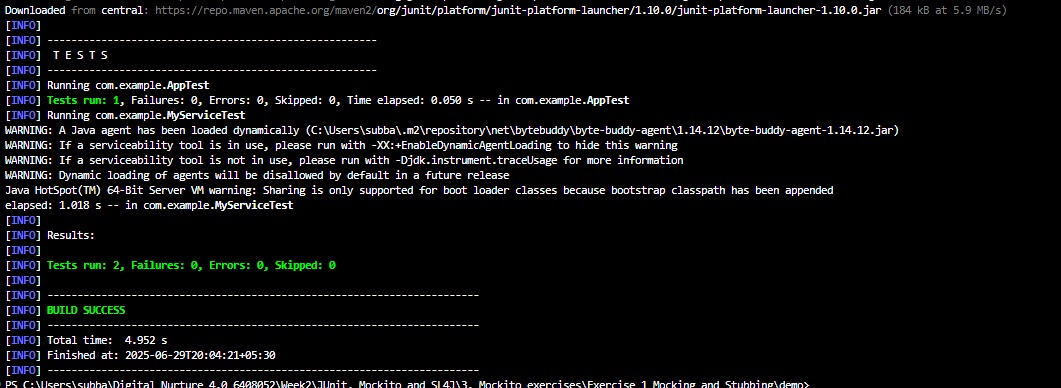 Downloaded from central: https://repo.maven.apache.org/maven2/org/junit/platform/junit-platform-launcher/1.10.0/junit-platform-launcher-1.10.0.jar (184 kB at 5.9 MB/s)
[INFO]
[INFO] -------------------------------------------------------
[INFO]  T E S T S
[INFO] -------------------------------------------------------
[INFO] Running com.example.AppTest
[INFO] Tests run: 1, Failures: 0, Errors: 0, Skipped: 0, Time elapsed: 0.050 s -- in com.example.AppTest
[INFO] Running com.example.MyServiceTest
WARNING: A Java agent has been loaded dynamically (C:\Users\subba\.m2\repository\net\bytebuddy\byte-buddy-agent\1.14.12\byte-buddy-agent-1.14.12.jar)
WARNING: If a serviceability tool is in use, please run with -XX:+EnableDynamicAgentLoading to hide this warning
WARNING: If a serviceability tool is not in use, please run with -Djdk.instrument.traceUsage for more information
WARNING: Dynamic loading of agents will be disallowed by default in a future release
Java HotSpot(TM) 64-Bit Server VM warning: Sharing is only supported for boot loader classes because bootstrap classpath has been appended
elapsed: 1.018 s -- in com.example.MyServiceTest
[INFO]
[INFO] Results:
[INFO]
[INFO] Tests run: 2, Failures: 0, Errors: 0, Skipped: 0
[INFO]
[INFO] ------------------------------------------------------------------------
[INFO] BUILD SUCCESS
[INFO] ------------------------------------------------------------------------
[INFO] Total time:  4.952 s
[INFO] Finished at: 2025-06-29T20:04:21+05:30
[INFO] ------------------------------------------------------------------------
PS C:\Users\subba\Digital Nurture 4.0 6408052\Week2\JUnit, Mockito and SL4J\3. Mockito exercises\Exercise 1 Mocking and Stubbing\demo>